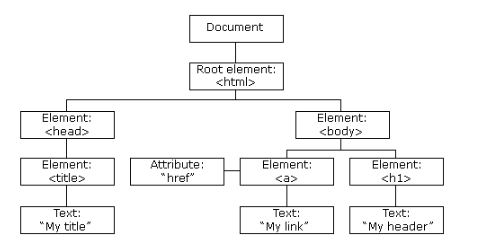 Document
Root element:
<html>
Element:
<head>
Element:
<body>
Element:
<title>
Attribute:
“href”
Element:
<a>
Element:
<h1>
Text:
“My title”
Text:
“My link”
Text:
“My header”